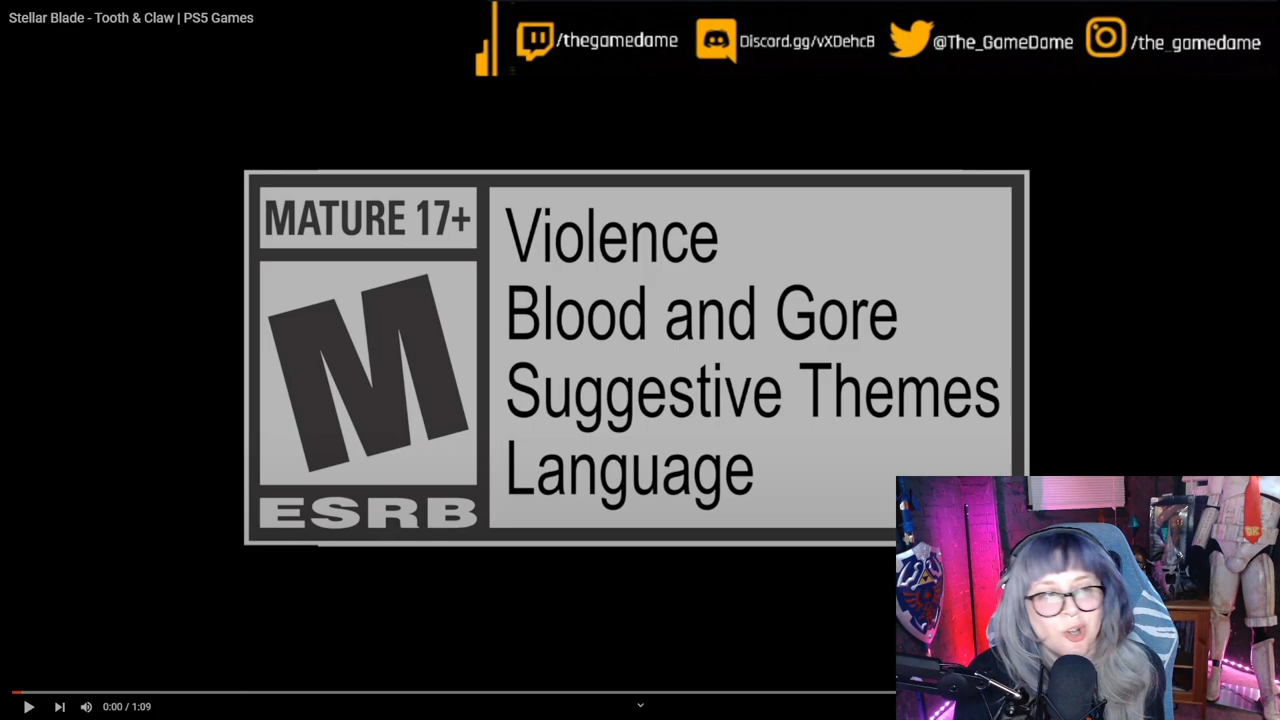 Stellar Blade - Tooth & Claw | PS5 Games
/thegamedame
Discord.gg/vXDehcB
@The_GameDame
/the_gamedame
MATURE 17+
M
ESRB
Violence
Blood and Gore
Suggestive Themes
Language
0:00 / 1:09